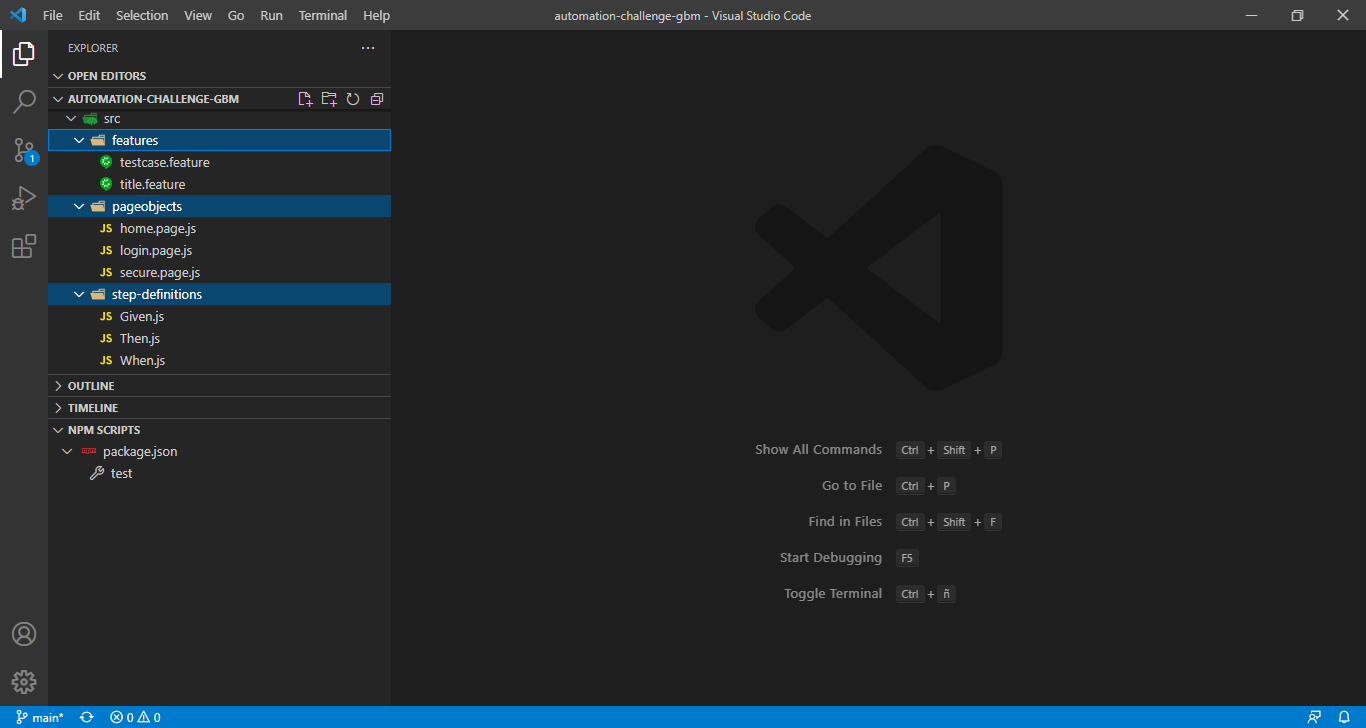 File Edit Selection View Go Run Terminal Help automation-challenge-gbm - Visual Studio Code
EXPLORER
OPEN EDITORS
AUTOMATION-CHALLENGE-GBM
src
features
testcase.feature
title.feature
pageobjects
JS home.page.js
JS login.page.js
JS secure.page.js
step-definitions
JS Given.js
JS Then.js
JS When.js
OUTLINE
TIMELINE
NPM SCRIPTS
package.json
test
1
Show All Commands Ctrl + Shift + P
Go to File Ctrl + P
Find in Files Ctrl + Shift + F
Start Debugging F5
Toggle Terminal Ctrl + ñ
main* 0 0